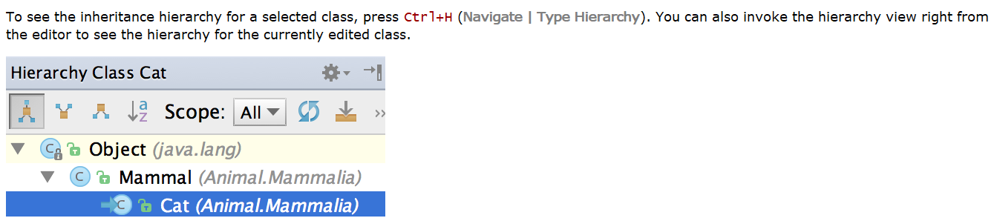 To see the inheritance hierarchy for a selected class, press Ctrl+H (Navigate | Type Hierarchy). You can also invoke the hierarchy view right from
the editor to see the hierarchy for the currently edited class.
Hierarchy Class Cat
Scope: All
Object (java.lang)
Mammal (Animal.Mammalia)
Cat (Animal.Mammalia)